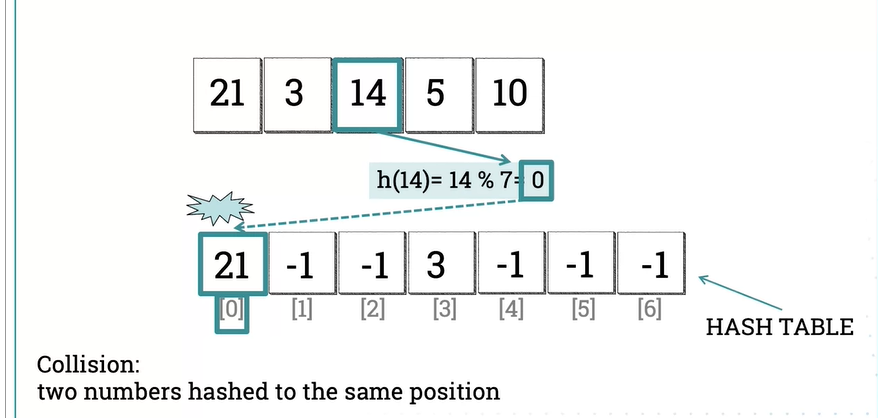 21 3 14 5 10
h(14)= 14 % 7= 0
21 -1 -1 3 -1 -1 -1
[0] [1] [2] [3] [4] [5] [6]
HASH TABLE
Collision:
two numbers hashed to the same position